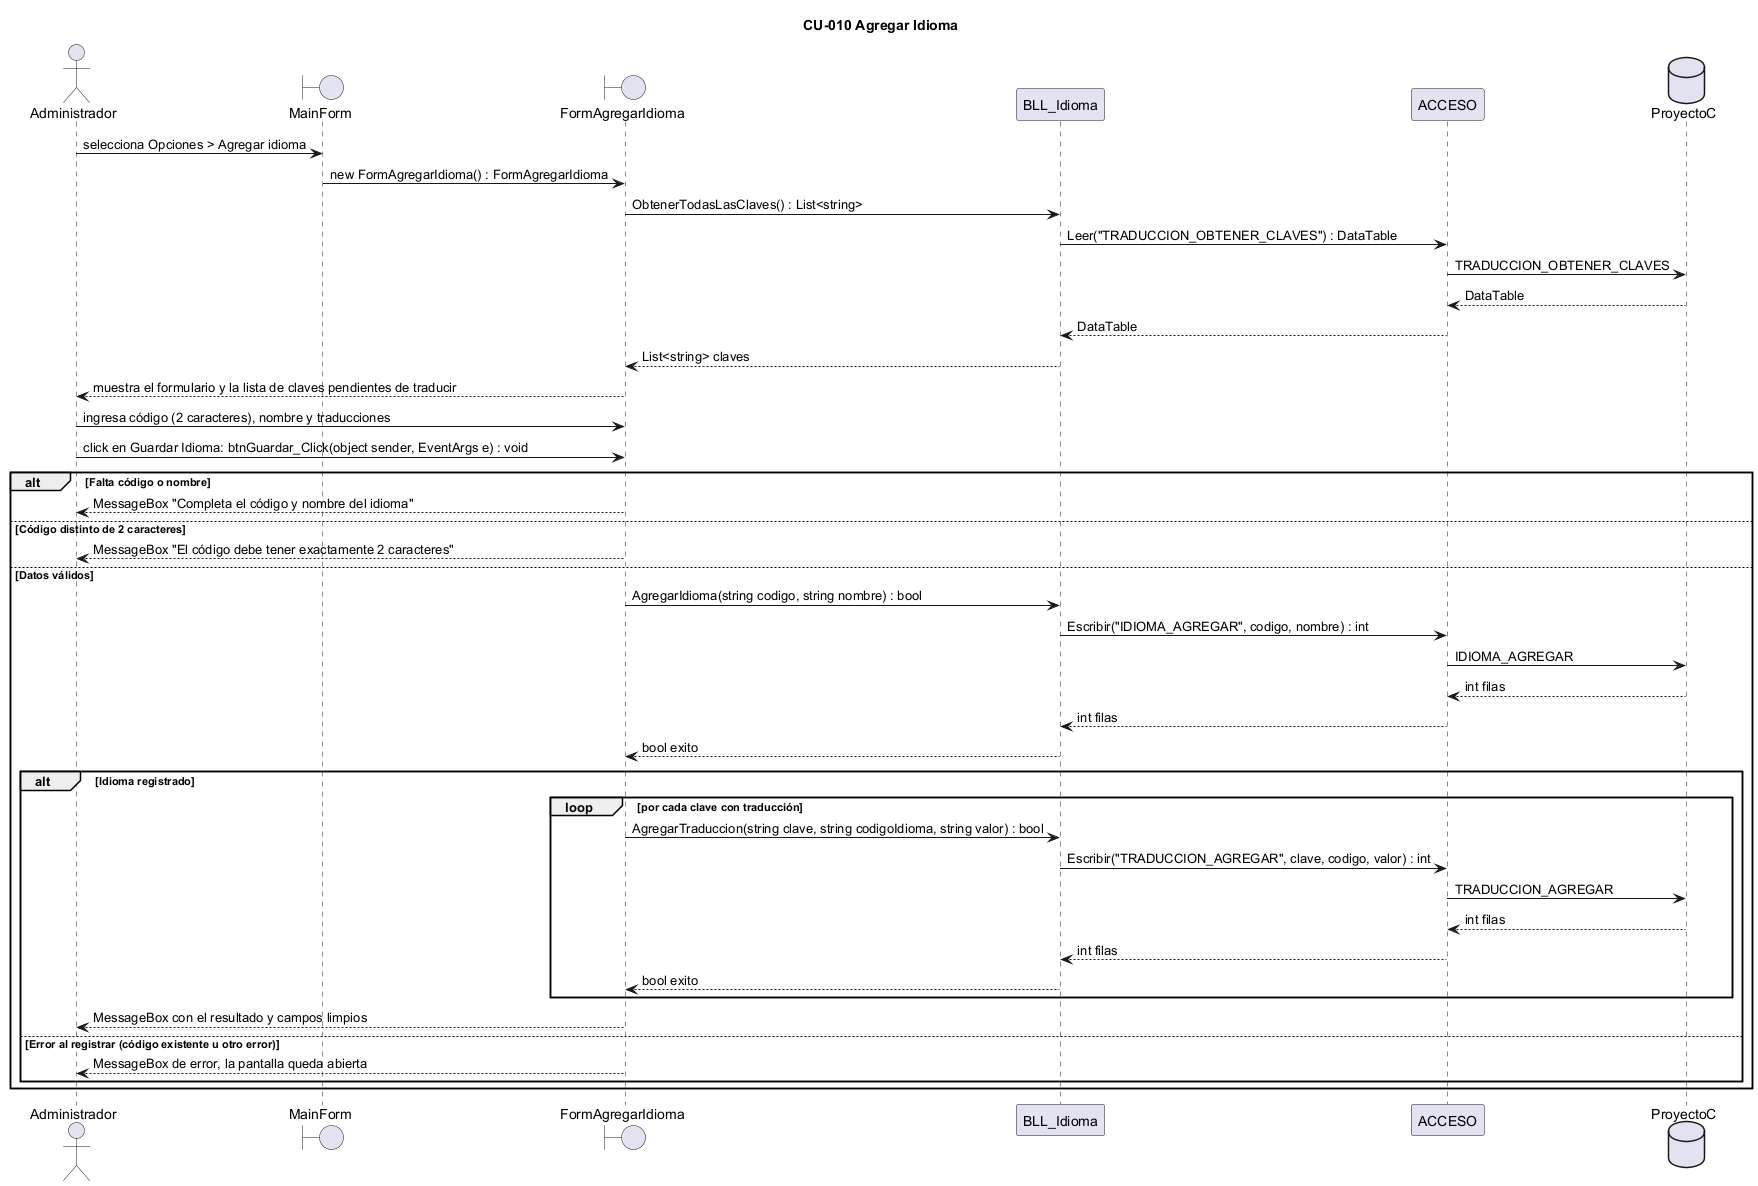 CU-010 Agregar Idioma
Administrador
MainForm
FormAgregarIdioma
BLL_Idioma
ACCESO
ProyectoC
selecciona Opciones > Agregar idioma
new FormAgregarIdioma() : FormAgregarIdioma
ObtenerTodasLasClaves() : List<string>
Leer("TRADUCCION_OBTENER_CLAVES") : DataTable
TRADUCCION_OBTENER_CLAVES
DataTable
DataTable
List<string> claves
muestra el formulario y la lista de claves pendientes de traducir
ingresa código (2 caracteres), nombre y traducciones
click en Guardar Idioma: btnGuardar_Click(object sender, EventArgs e) : void
alt [Falta código o nombre]
MessageBox "Completa el código y nombre del idioma"
[Código distinto de 2 caracteres]
MessageBox "El código debe tener exactamente 2 caracteres"
[Datos válidos]
AgregarIdioma(string codigo, string nombre) : bool
Escribir("IDIOMA_AGREGAR", codigo, nombre) : int
IDIOMA_AGREGAR
int filas
int filas
bool exito
alt [Idioma registrado]
loop [por cada clave con traducción]
AgregarTraduccion(string clave, string codigoIdioma, string valor) : bool
Escribir("TRADUCCION_AGREGAR", clave, codigo, valor) : int
TRADUCCION_AGREGAR
int filas
int filas
bool exito
MessageBox con el resultado y campos limpios
[Error al registrar (código existente u otro error)]
MessageBox de error, la pantalla queda abierta
Administrador
MainForm
FormAgregarIdioma
BLL_Idioma
ACCESO
ProyectoC